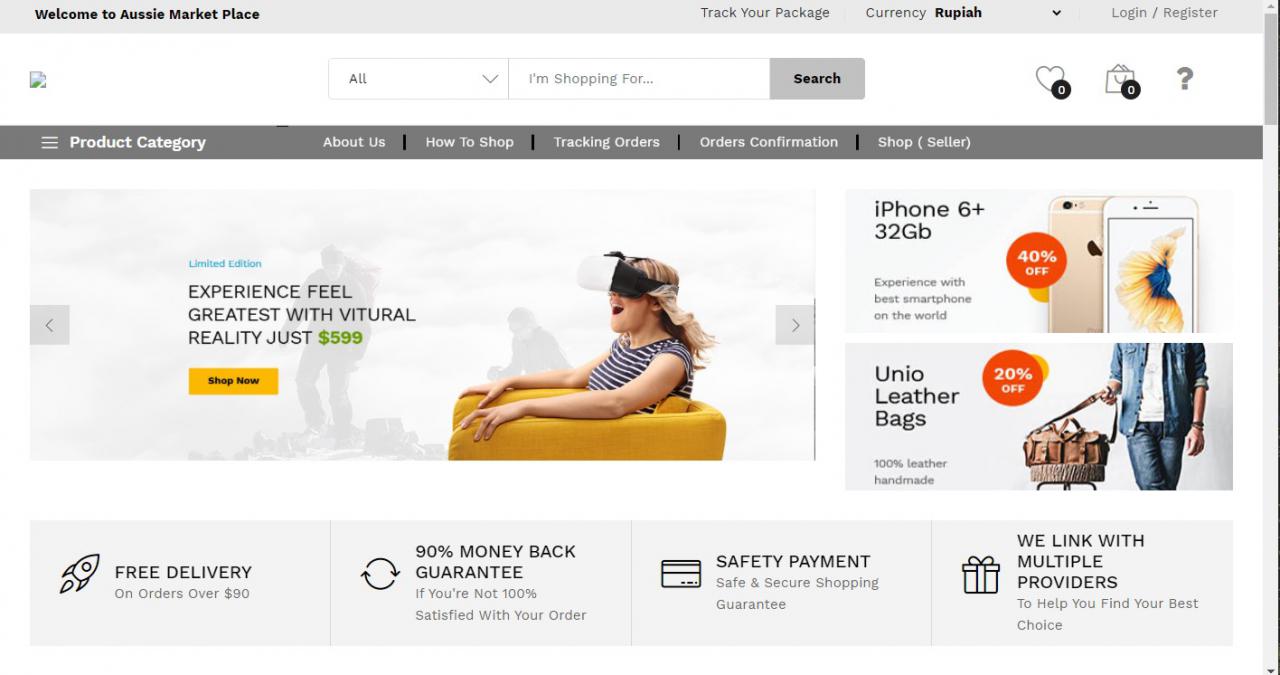 Welcome to Aussie Market Place
Track Your Package
Currency Rupiah
Login / Register
All
I'm Shopping For...
Search
0
0
?
Product Category
About Us
How To Shop
Tracking Orders
Orders Confirmation
Shop ( Seller)
Limited Edition
EXPERIENCE FEEL
GREATEST WITH VITURAL
REALITY JUST $599
Shop Now
iPhone 6+
32Gb
40%
OFF
Experience with
best smartphone
on the world
Unio
Leather
Bags
20%
OFF
100% leather
handmade
FREE DELIVERY
On Orders Over $90
90% MONEY BACK
GUARANTEE
If You're Not 100%
Satisfied With Your Order
SAFETY PAYMENT
Safe & Secure Shopping
Guarantee
WE LINK WITH
MULTIPLE
PROVIDERS
To Help You Find Your Best
Choice